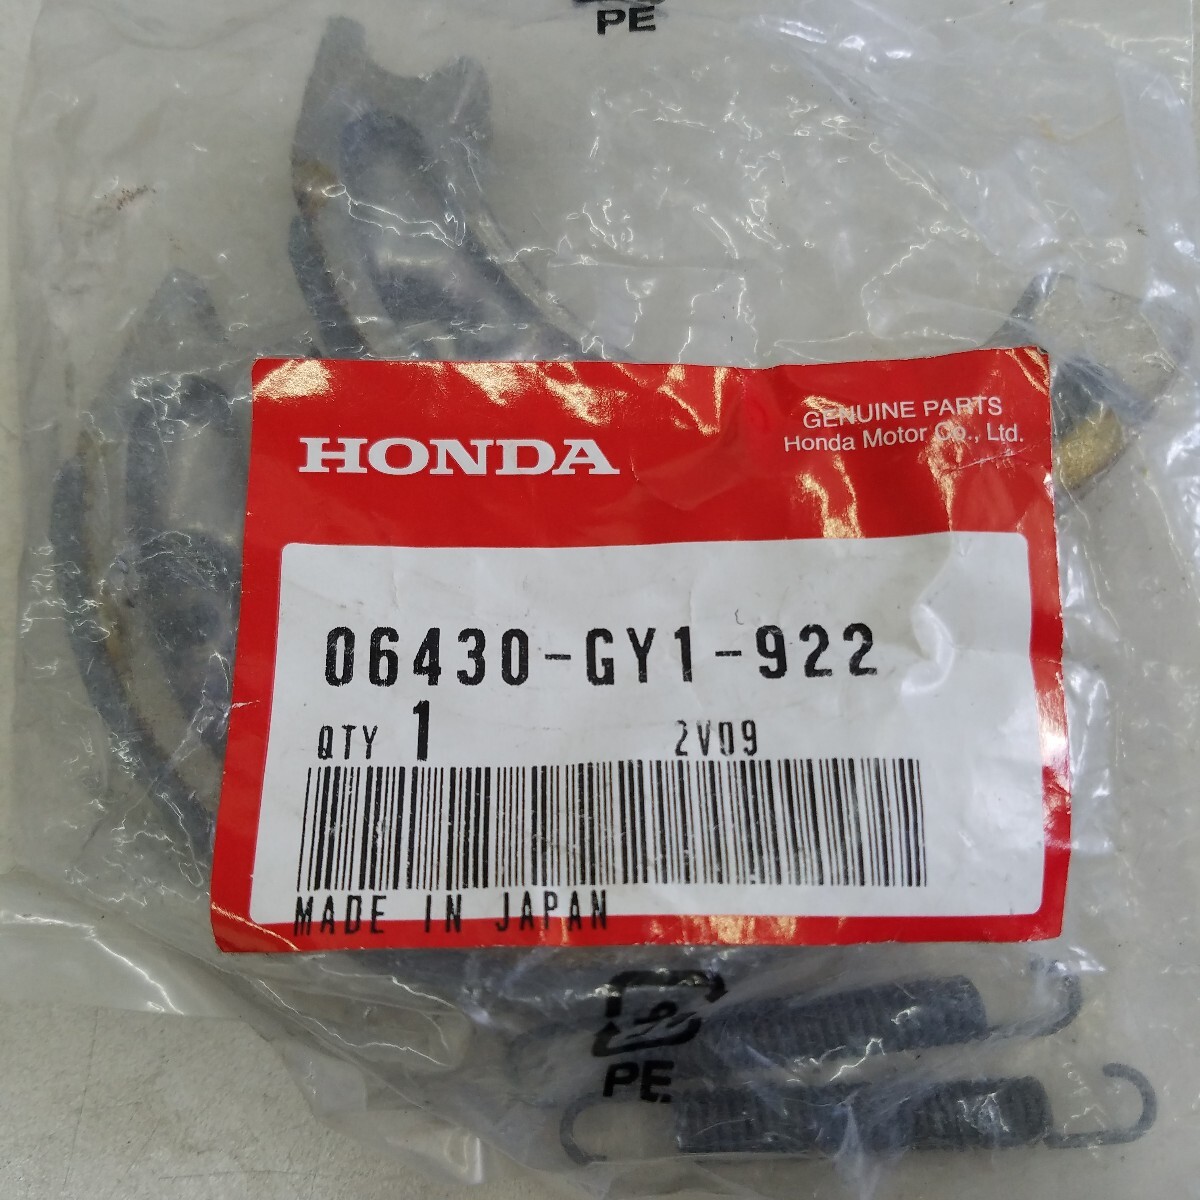 PE
HONDA
GENUINE PARTS
Honda Motor Co., Ltd.
06430-GY1-922
QTY 1 2V09
MADE IN JAPAN
PE